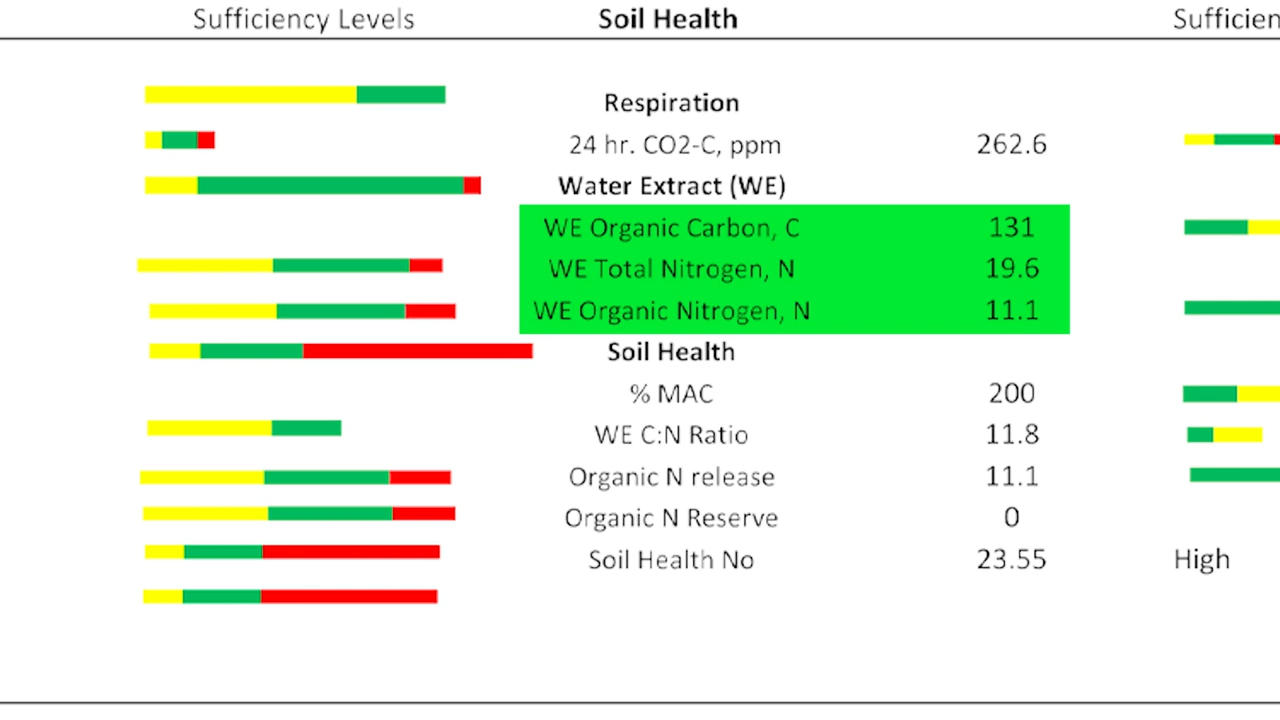 Sufficiency Levels Soil Health Sufficien
Respiration
24 hr. CO2-C, ppm 262.6
Water Extract (WE)
WE Organic Carbon, C 131
WE Total Nitrogen, N 19.6
WE Organic Nitrogen, N 11.1
Soil Health
% MAC 200
WE C:N Ratio 11.8
Organic N release 11.1
Organic N Reserve 0
Soil Health No 23.55 High